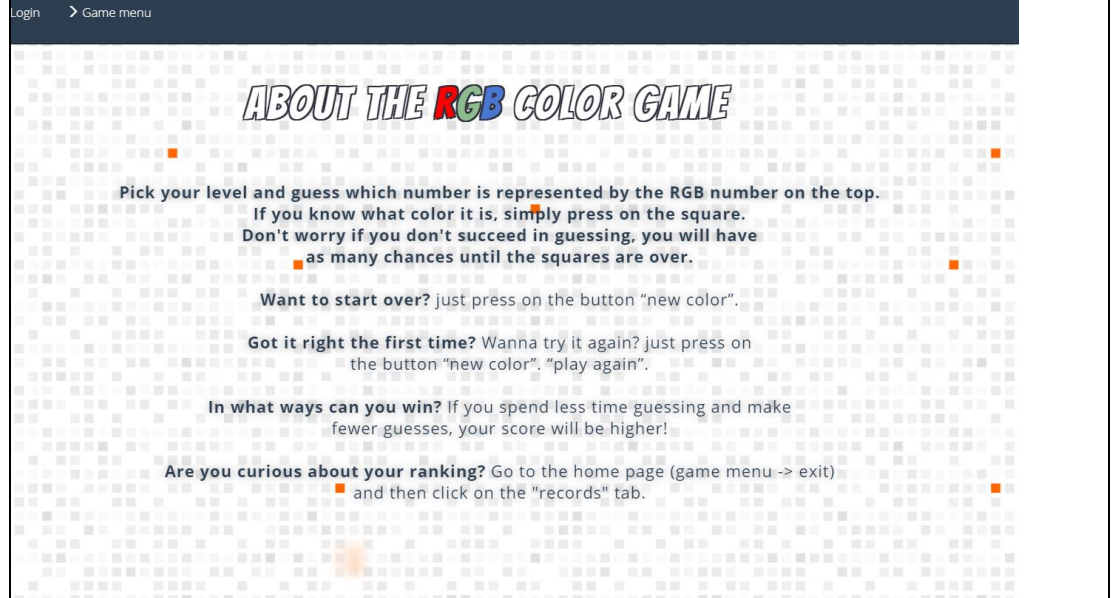 Login > Game menu
ABOUT THE RGB COLOR GAME
Pick your level and guess which number is represented by the RGB number on the top.
If you know what color it is, simply press on the square.
Don't worry if you don't succeed in guessing, you will have
as many chances until the squares are over.
Want to start over? just press on the button “new color”.
Got it right the first time? Wanna try it again? just press on
the button “new color”. “play again”.
In what ways can you win? If you spend less time guessing and make
fewer guesses, your score will be higher!
Are you curious about your ranking? Go to the home page (game menu -> exit)
and then click on the "records" tab.